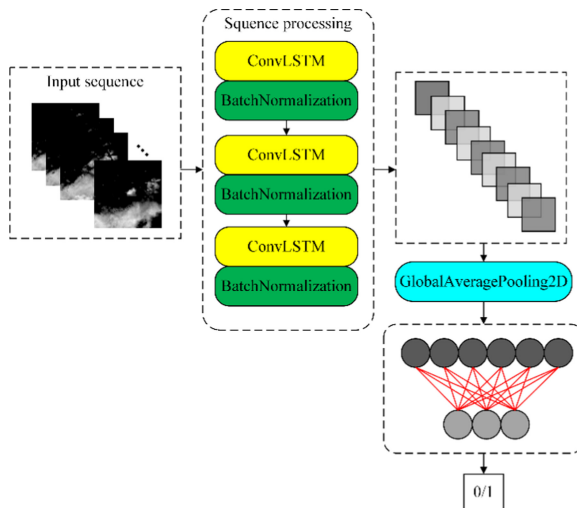 Squence processing
Input sequence
ConvLSTM
BatchNormalization
ConvLSTM
BatchNormalization
ConvLSTM
BatchNormalization
GlobalAveragePooling2D
0/1